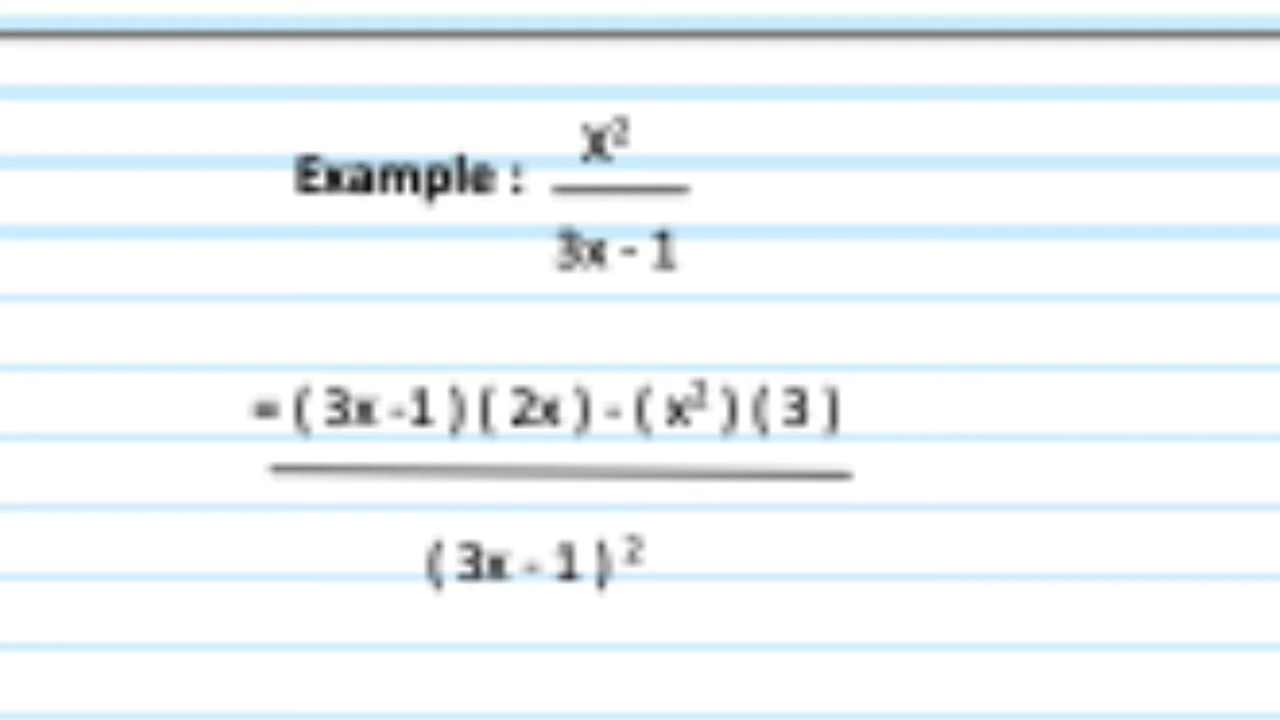 Example : x²
3x - 1
= ( 3x -1 ) ( 2x ) - ( x² ) ( 3 )
( 3x - 1 ) ²